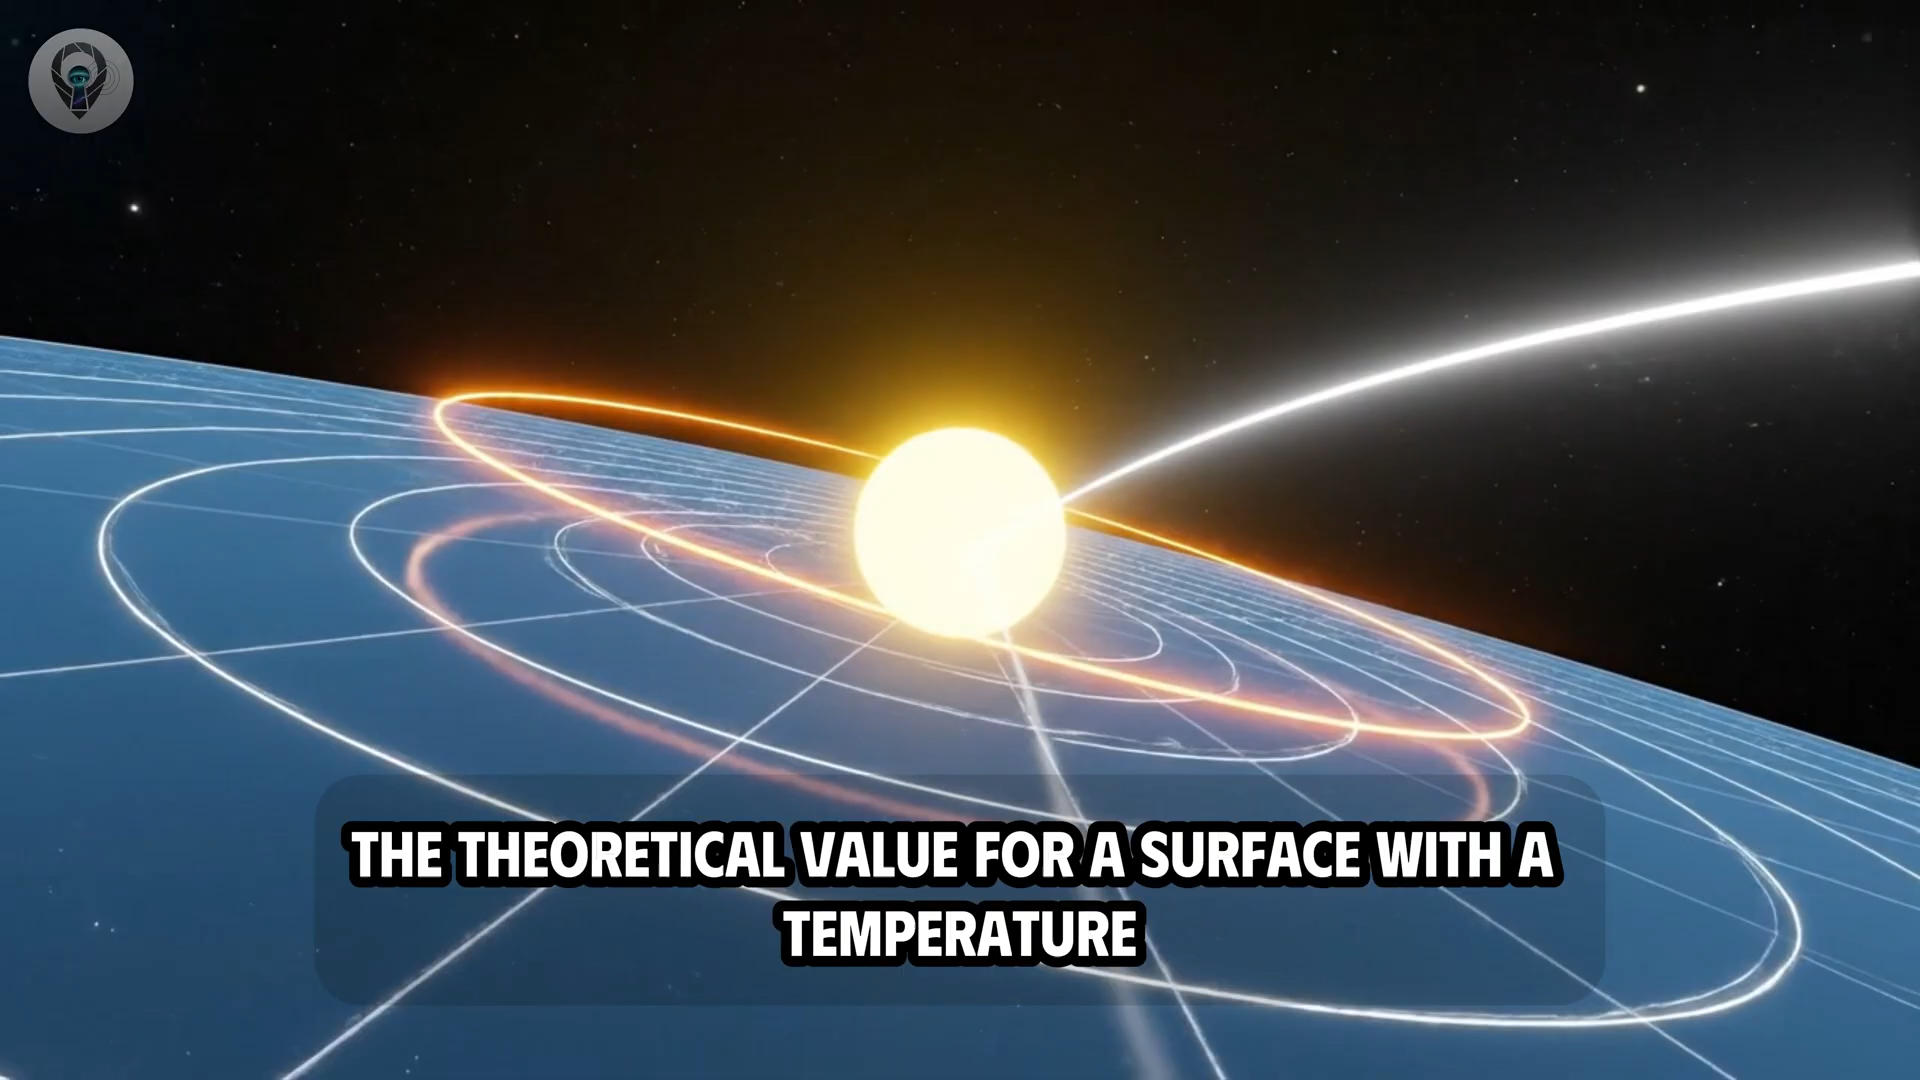 THE THEORETICAL VALUE FOR A SURFACE WITH A
TEMPERATURE